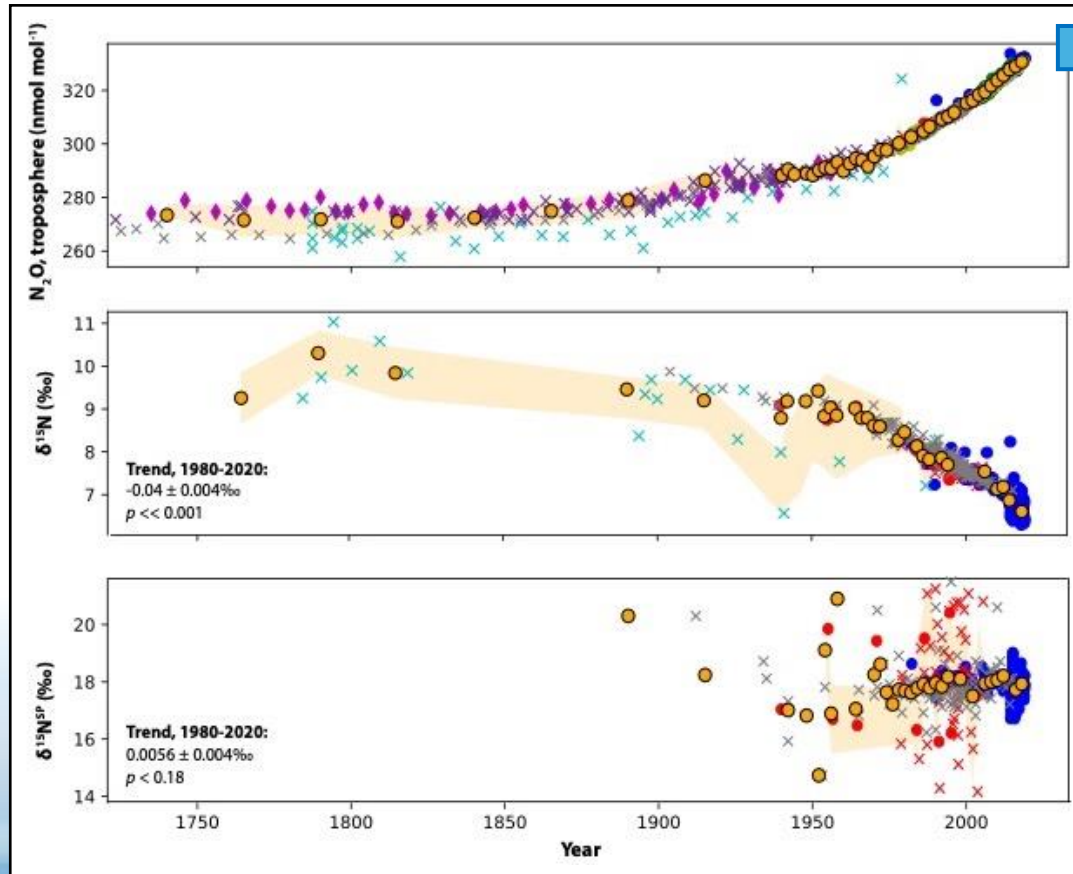 N₂O, troposphere (nmol mol⁻¹)
320
300
280
260
δ¹⁵N (‰)
11
10
9
8
7
Trend, 1980-2020:
-0.04 ± 0.004‰
p << 0.001
δ¹⁵Nˢᴾ (‰)
20
18
16
14
Trend, 1980-2020:
0.0056 ± 0.004‰
p < 0.18
1750 1800 1850 1900 1950 2000
Year